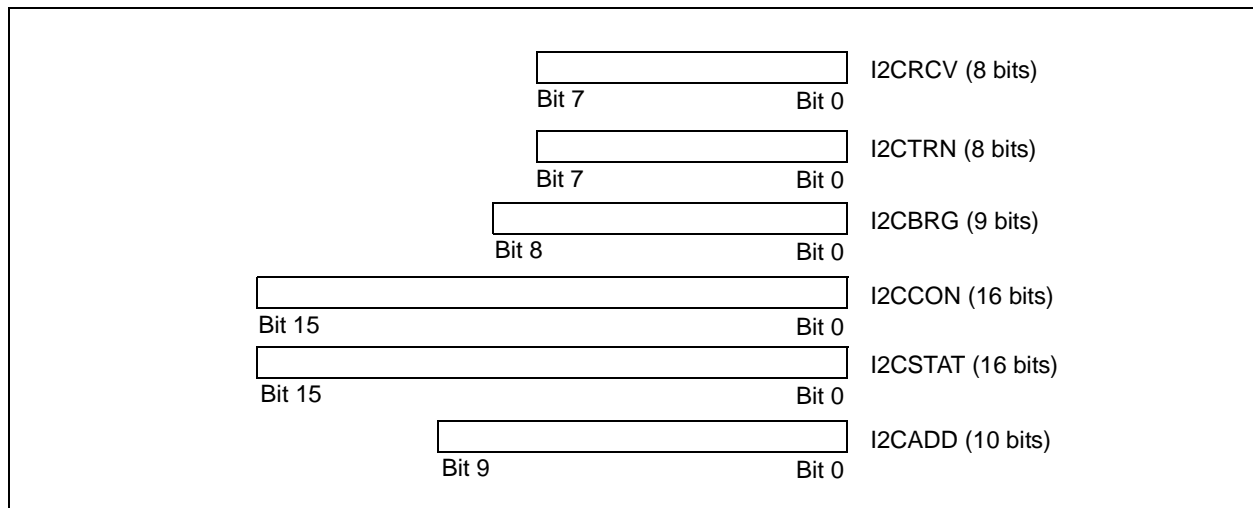 I2CRCV (8 bits)
Bit 7 Bit 0
I2CTRN (8 bits)
Bit 7 Bit 0
I2CBRG (9 bits)
Bit 8 Bit 0
I2CCON (16 bits)
Bit 15 Bit 0
I2CSTAT (16 bits)
Bit 15 Bit 0
I2CADD (10 bits)
Bit 9 Bit 0